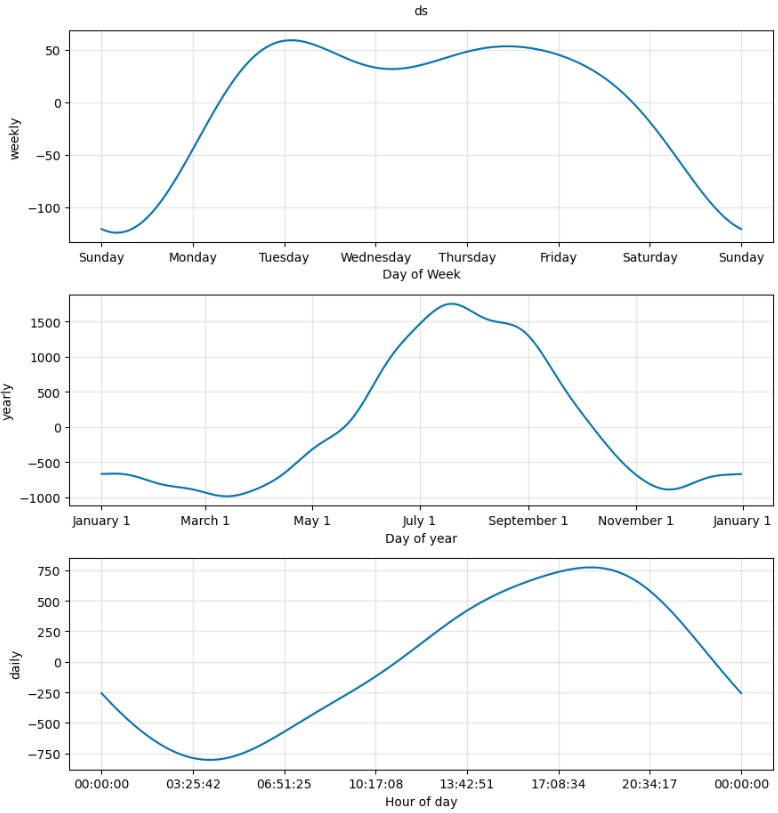 ds
50
0
−50
−100
weekly
Sunday Monday Tuesday Wednesday Thursday Friday Saturday Sunday
Day of Week
1500
1000
500
0
−500
−1000
yearly
January 1 March 1 May 1 July 1 September 1 November 1 January 1
Day of year
750
500
250
0
−250
−500
−750
daily
00:00:00 03:25:42 06:51:25 10:17:08 13:42:51 17:08:34 20:34:17 00:00:00
Hour of day